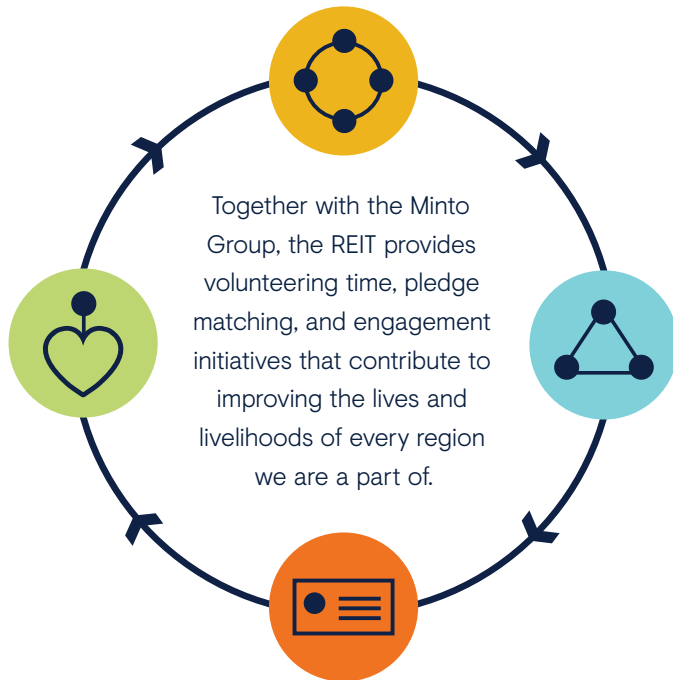 Together with the Minto
Group, the REIT provides
volunteering time, pledge
matching, and engagement
initiatives that contribute to
improving the lives and
livelihoods of every region
we are a part of.